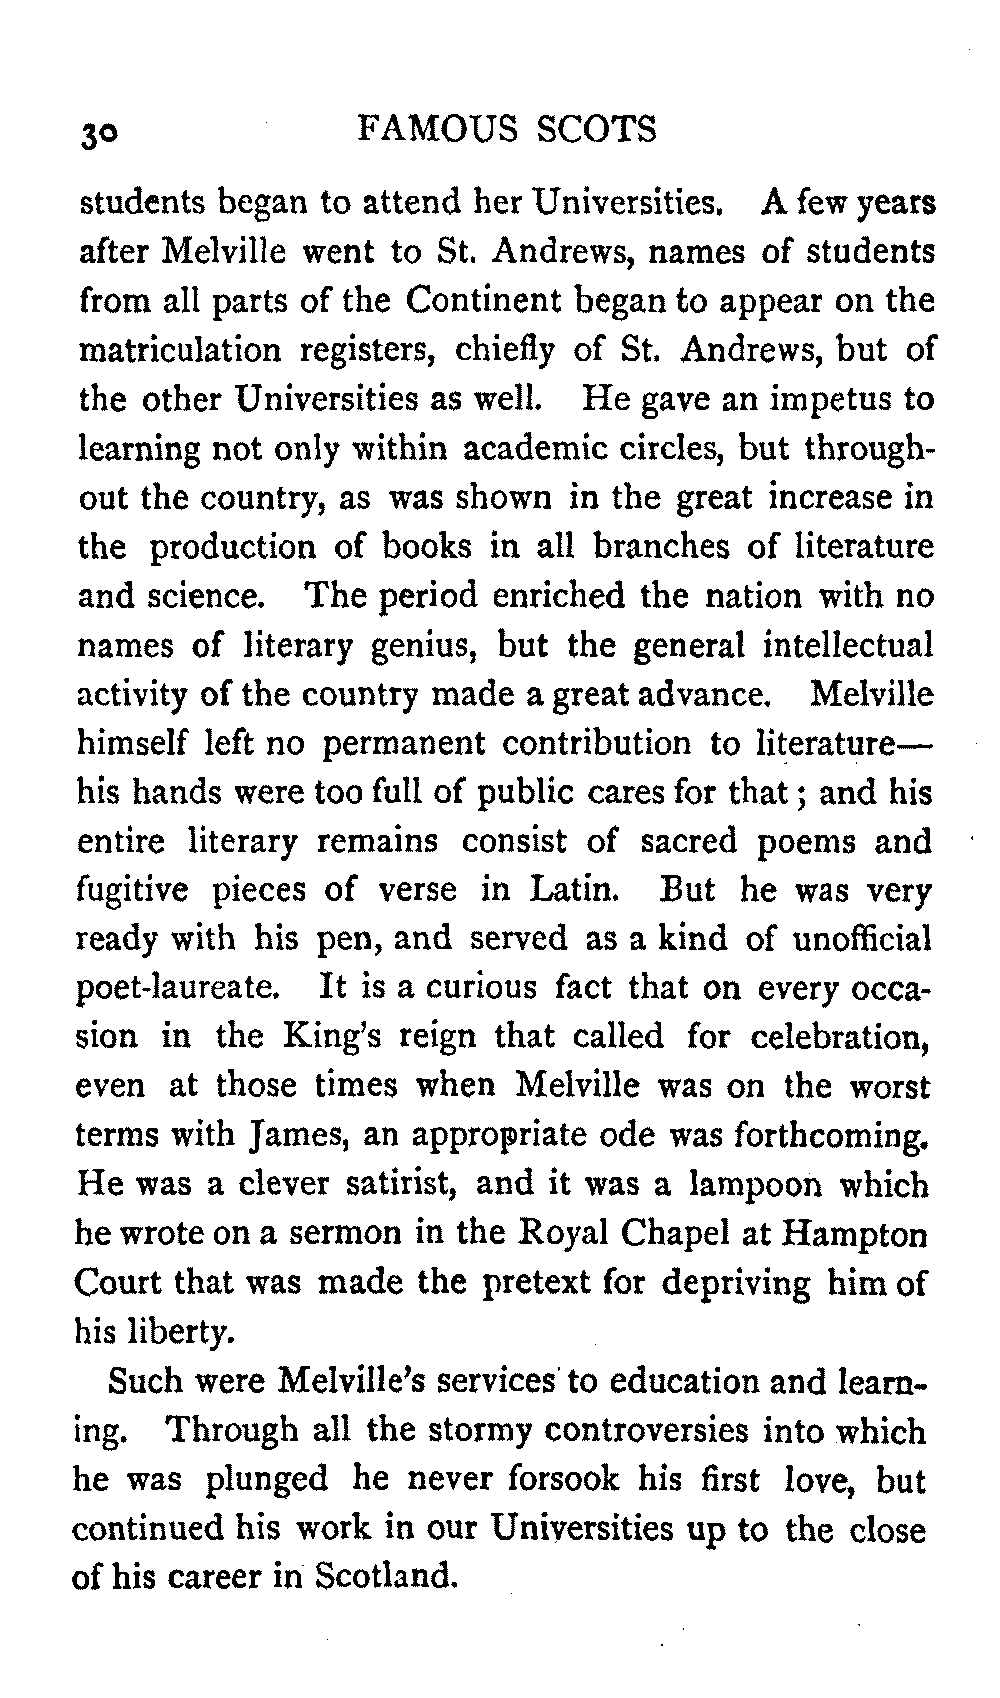 30 FAMOUS SCOTS
students began to attend her Universities. A few years
after Melville went to St. Andrews, names of students
from all parts of the Continent began to appear on the
matriculation registers, chiefly of St. Andrews, but of
the other Universities as well. He gave an impetus to
learning not only within academic circles, but through-
out the country, as was shown in the great increase in
the production of books in all branches of literature
and science. The period enriched the nation with no
names of literary genius, but the general intellectual
activity of the country made a great advance. Melville
himself left no permanent contribution to literature—
his hands were too full of public cares for that ; and his
entire literary remains consist of sacred poems and
fugitive pieces of verse in Latin. But he was very
ready with his pen, and served as a kind of unofficial
poet-laureate. It is a curious fact that on every occa-
sion in the King's reign that called for celebration,
even at those times when Melville was on the worst
terms with James, an appropriate ode was forthcoming.
He was a clever satirist, and it was a lampoon which
he wrote on a sermon in the Royal Chapel at Hampton
Court that was made the pretext for depriving him of
his liberty.
Such were Melville's services to education and learn-
ing. Through all the stormy controversies into which
he was plunged he never forsook his first love, but
continued his work in our Universities up to the close
of his career in Scotland.